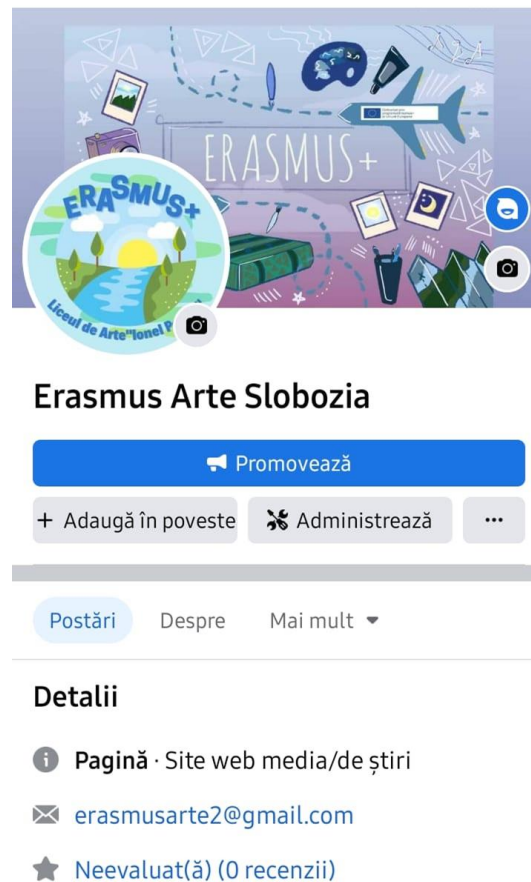 ERASMUS+
ERASMUS+
Liceul de Arte"Ionel P
Erasmus Arte Slobozia
Promovează
+ Adaugă în poveste
Administrează
...
Postări
Despre
Mai mult
Detalii
Pagină · Site web media/de știri
erasmusarte2@gmail.com
Neevaluat(ă) (0 recenzii)